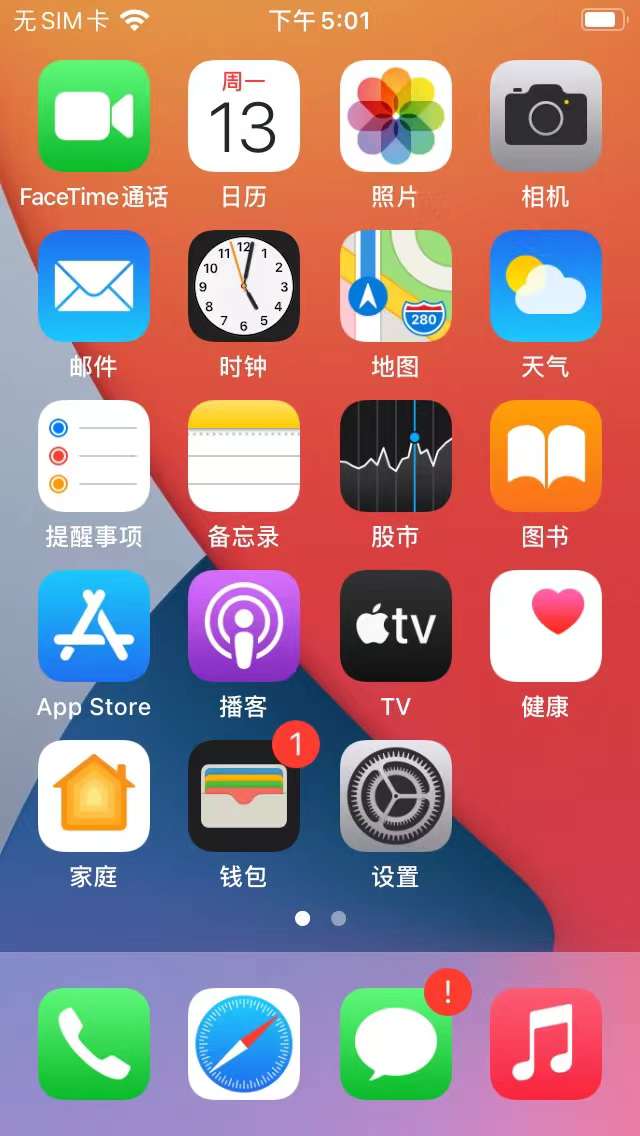 无SIM卡 下午5:01
周一
13
FaceTime通话 日历 照片 相机
12
11 1
10 2
9 3
8 4
7 5
6
280
邮件 时钟 地图 天气
提醒事项 备忘录 股市 图书
tv
App Store 播客 TV 健康
1
家庭 钱包 设置
!